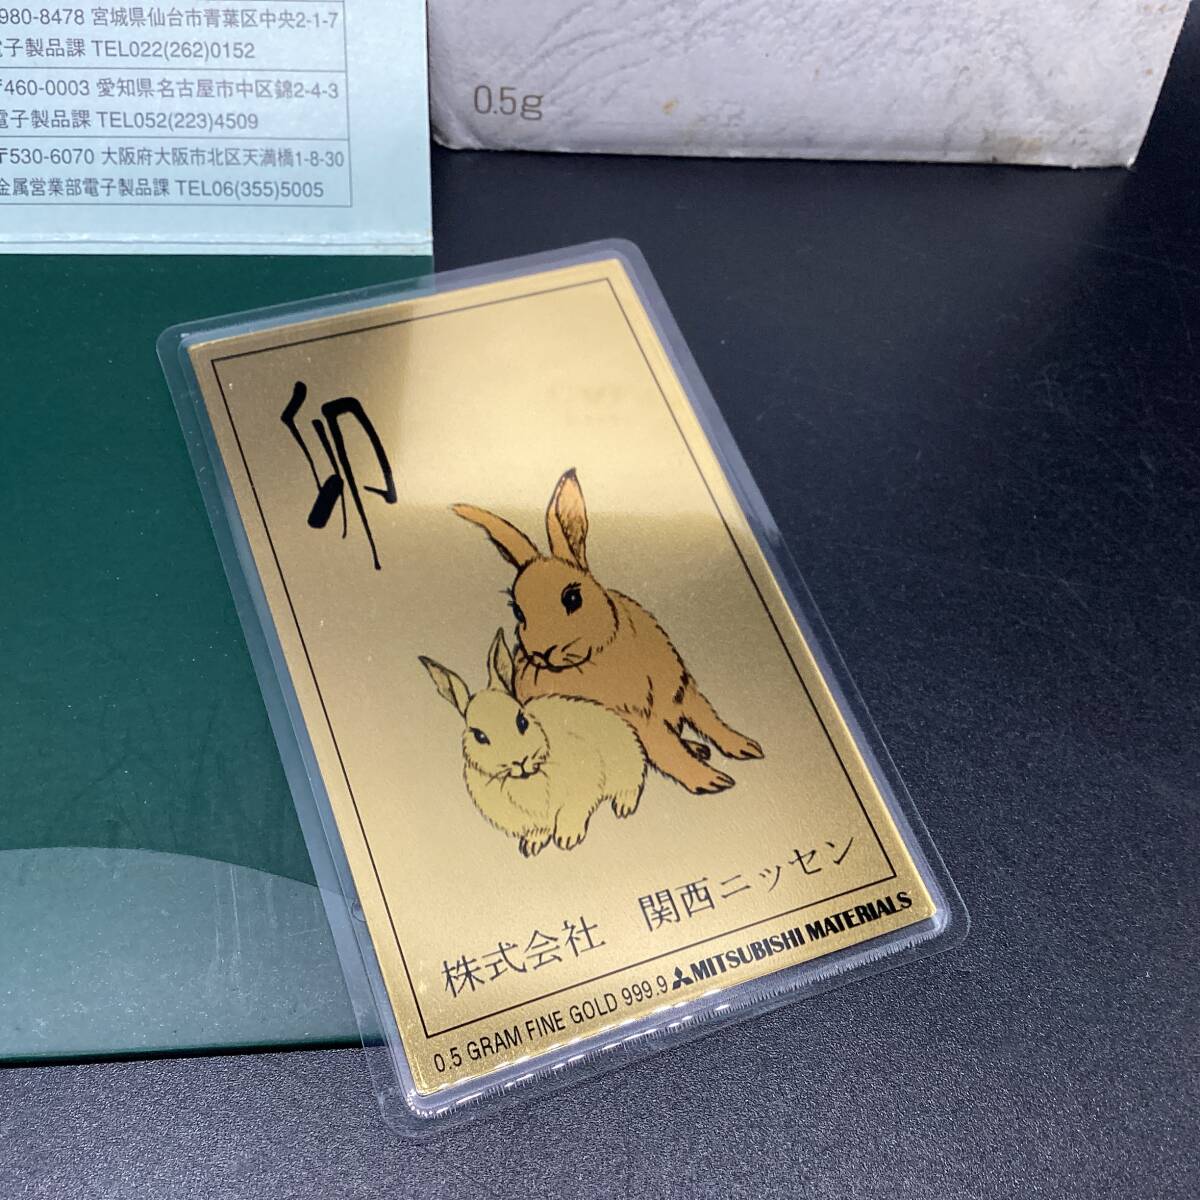 980-8478 宮城県仙台市青葉区中央2-1-7
電子製品課 TEL022(262)0152
〒460-0003 愛知県名古屋市中区錦2-4-3
電子製品課 TEL052(223)4509
〒530-6070 大阪府大阪市北区天満橋1-8-30
金属営業部電子製品課 TEL06(355)5005
0.5g
卯
株式会社 関西ニッセン
0.5 GRAM FINE GOLD 999.9 MITSUBISHI MATERIALS